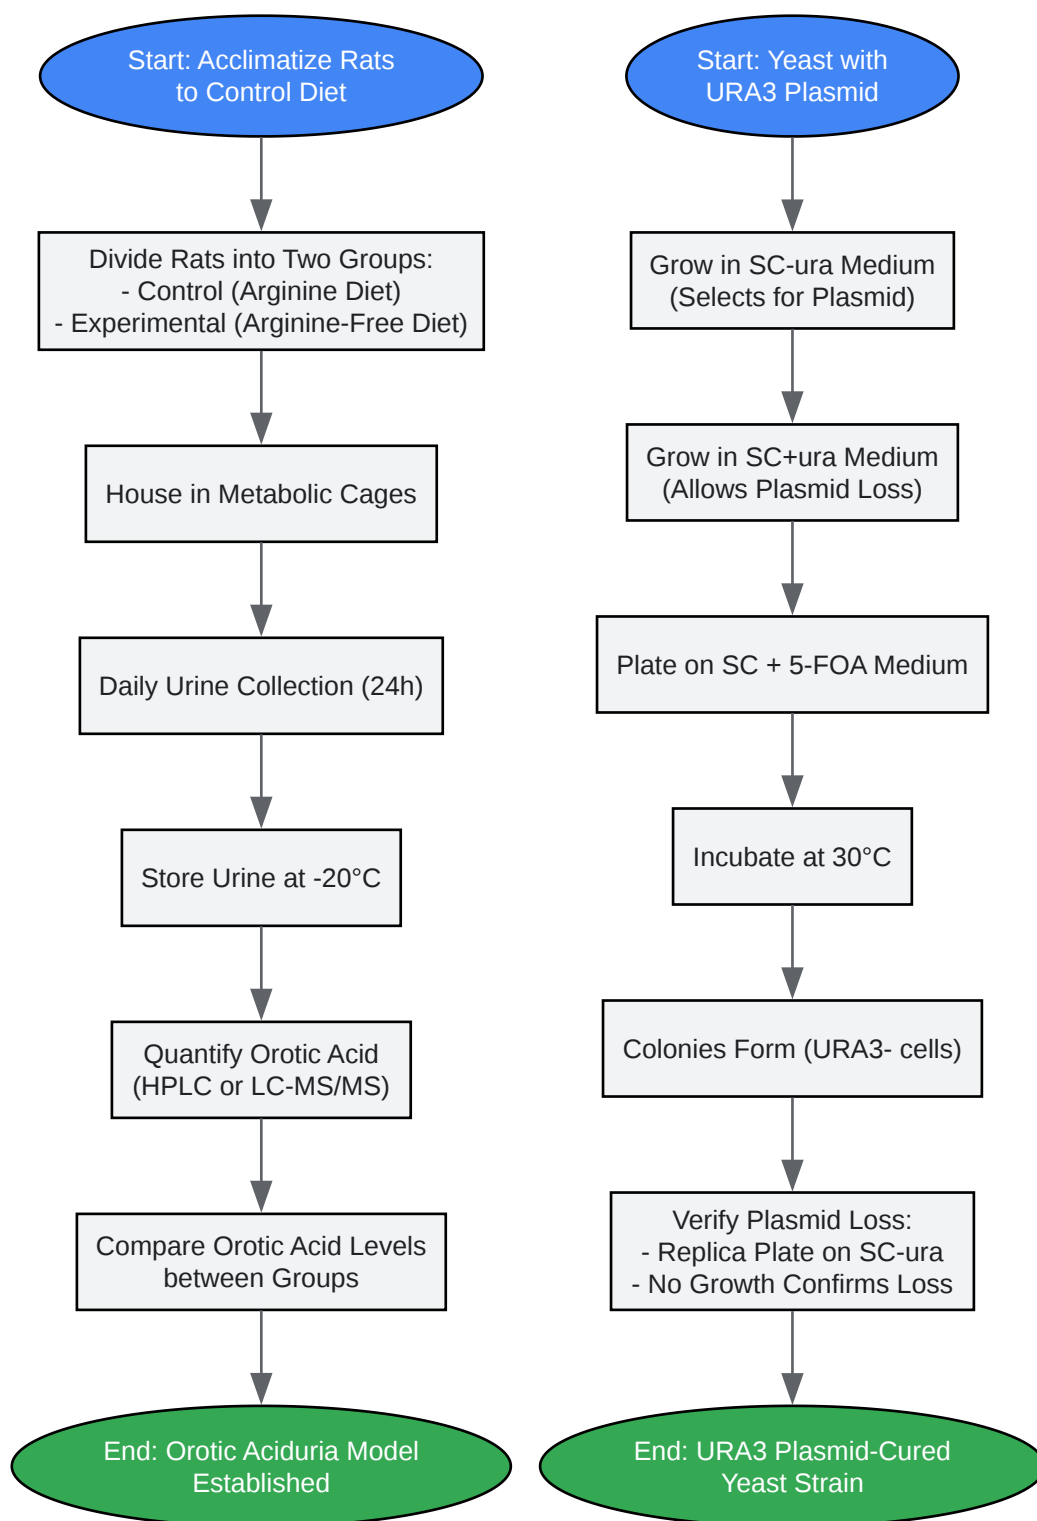 Start: Acclimatize Rats
to Control Diet
Divide Rats into Two Groups:
- Control (Arginine Diet)
- Experimental (Arginine-Free Diet)
House in Metabolic Cages
Daily Urine Collection (24h)
Store Urine at -20°C
Quantify Orotic Acid
(HPLC or LC-MS/MS)
Compare Orotic Acid Levels
between Groups
End: Orotic Aciduria Model
Established
Start: Yeast with
URA3 Plasmid
Grow in SC-ura Medium
(Selects for Plasmid)
Grow in SC+ura Medium
(Allows Plasmid Loss)
Plate on SC + 5-FOA Medium
Incubate at 30°C
Colonies Form (URA3- cells)
Verify Plasmid Loss:
- Replica Plate on SC-ura
- No Growth Confirms Loss
End: URA3 Plasmid-Cured
Yeast Strain